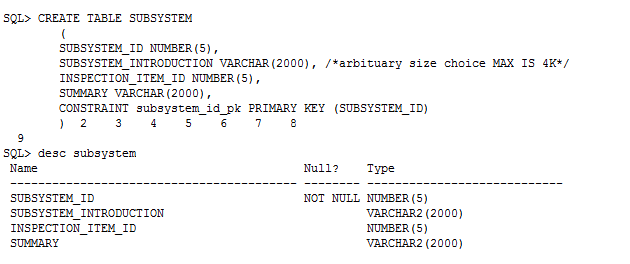 SQL> CREATE TABLE SUBSYSTEM
(
SUBSYSTEM_ID NUMBER(5),
SUBSYSTEM_INTRODUCTION VARCHAR(2000), /*arbituary size choice MAX IS 4K*/
INSPECTION_ITEM_ID NUMBER(5),
SUMMARY VARCHAR(2000),
CONSTRAINT subsystem_id_pk PRIMARY KEY (SUBSYSTEM_ID)
) 2 3 4 5 6 7 8
9
SQL> desc subsystem
Name Null? Type
----------------------------------------- -------- ----------------------------
SUBSYSTEM_ID NOT NULL NUMBER(5)
SUBSYSTEM_INTRODUCTION VARCHAR2(2000)
INSPECTION_ITEM_ID NUMBER(5)
SUMMARY VARCHAR2(2000)